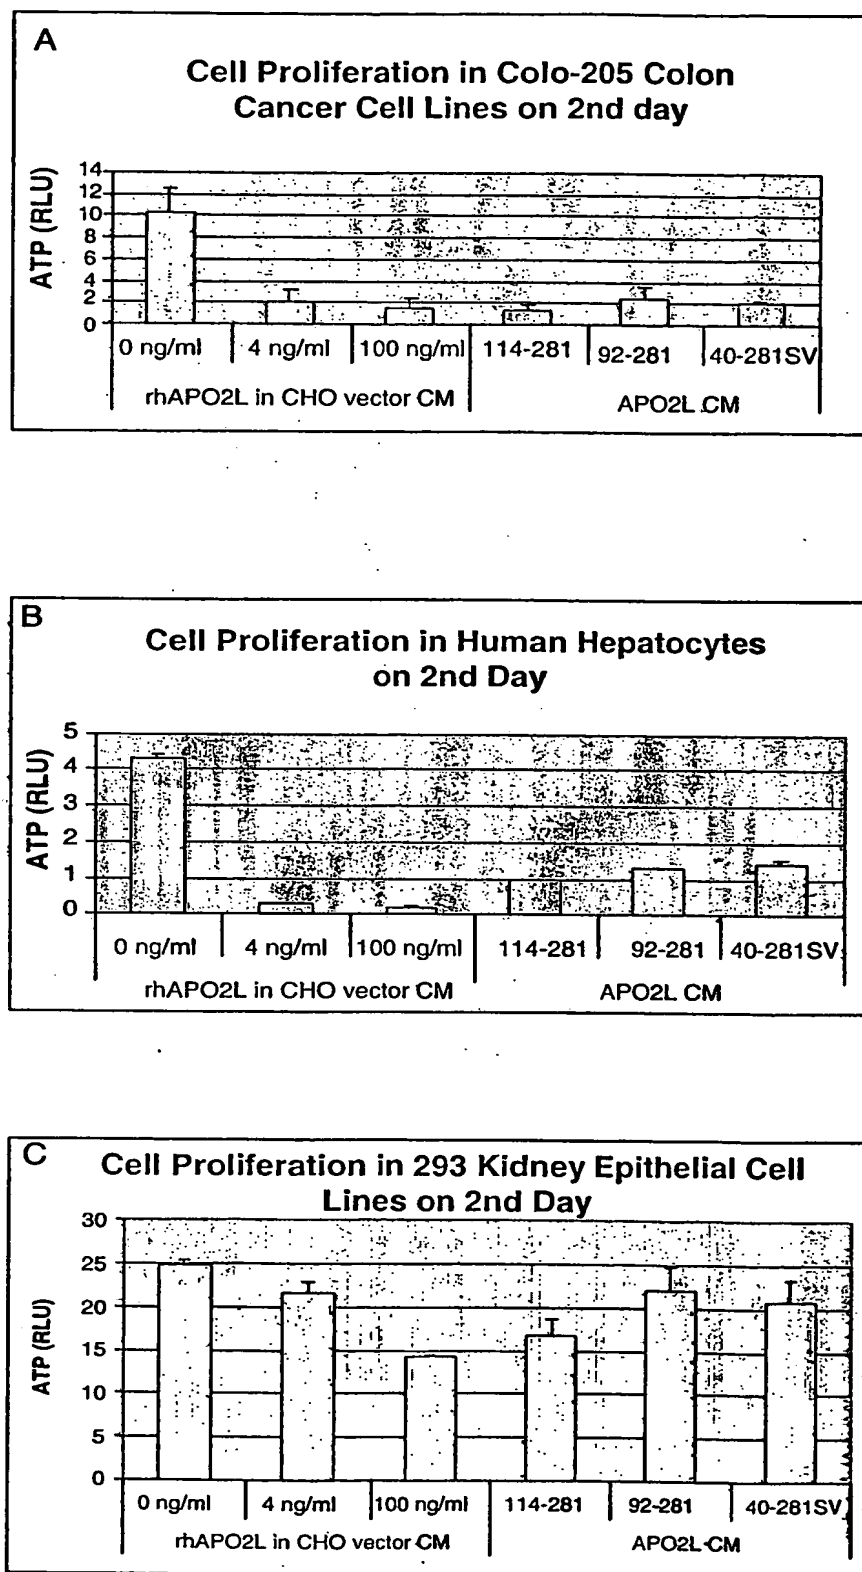 A
Cell Proliferation in Colo-205 Colon
Cancer Cell Lines on 2nd day
ATP (RLU)
14
12
10
8
6
4
2
0
0 ng/ml 4 ng/ml 100 ng/ml 114-281 92-281 40-281SV
rhAPO2L in CHO vector CM APO2L CM
B
Cell Proliferation in Human Hepatocytes
on 2nd Day
ATP (RLU)
5
4
3
2
1
0
0 ng/ml 4 ng/ml 100 ng/ml 114-281 92-281 40-281SV
rhAPO2L in CHO vector CM APO2L CM
C
Cell Proliferation in 293 Kidney Epithelial Cell
Lines on 2nd Day
ATP (RLU)
30
25
20
15
10
5
0
0 ng/ml 4 ng/ml 100 ng/ml 114-281 92-281 40-281SV
rhAPO2L in CHO vector CM APO2L CM